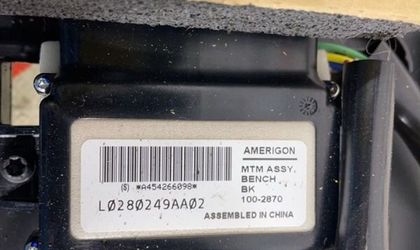 AMERIGON
(S) *A454266098*
MTM ASSY,
BENCH
BK
100-2870
L0280249AA02
ASSEMBLED IN CHINA